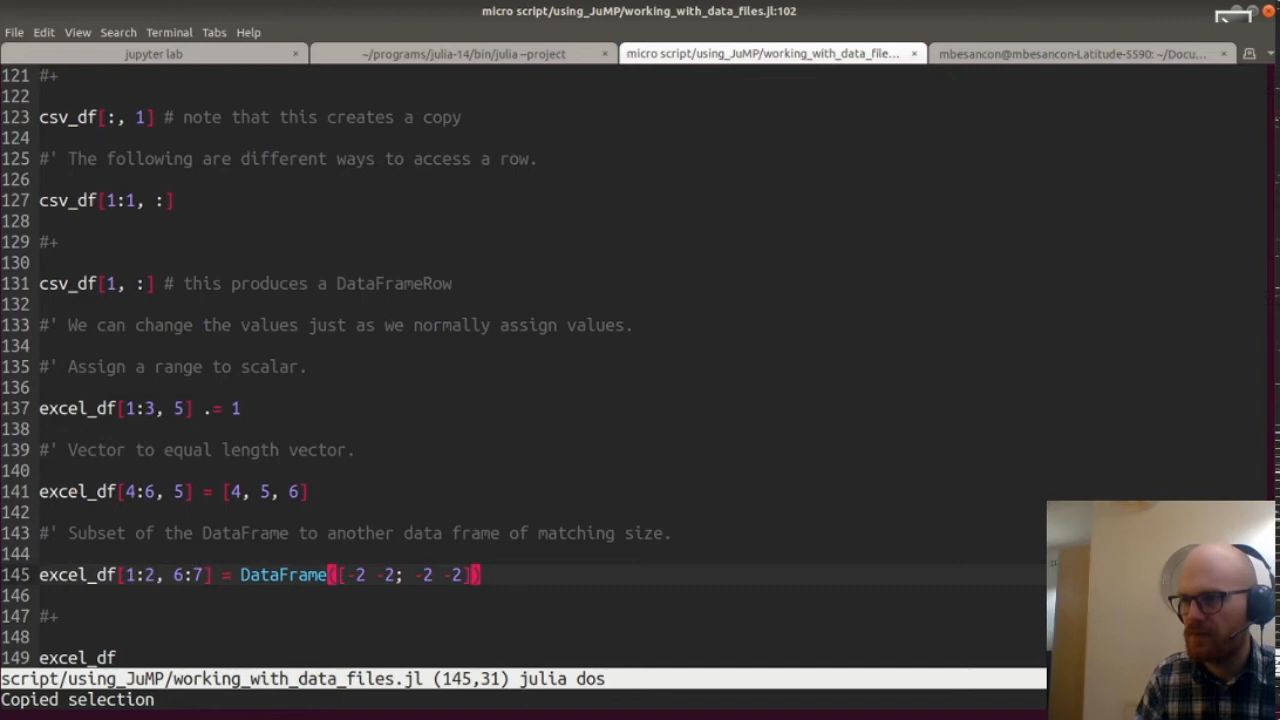 micro script/using_JuMP/working_with_data_files.jl:102
File Edit View Search Terminal Tabs Help
jupyter lab × ~/programs/julia-14/bin/julia --project × micro script/using_JuMP/working_with_data_file... × mbesancon@mbesancon-Latitude-5590: ~/Docu... ×
121 #+
122
123 csv_df[:, 1] # note that this creates a copy
124
125 #' The following are different ways to access a row.
126
127 csv_df[1:1, :]
128
129 #+
130
131 csv_df[1, :] # this produces a DataFrameRow
132
133 #' We can change the values just as we normally assign values.
134
135 #' Assign a range to scalar.
136
137 excel_df[1:3, 5] .= 1
138
139 #' Vector to equal length vector.
140
141 excel_df[4:6, 5] = [4, 5, 6]
142
143 #' Subset of the DataFrame to another data frame of matching size.
144
145 excel_df[1:2, 6:7] = DataFrame([-2 -2; -2 -2])
146
147 #+
148
149 excel_df
script/using_JuMP/working_with_data_files.jl (145,31) julia dos
Copied selection